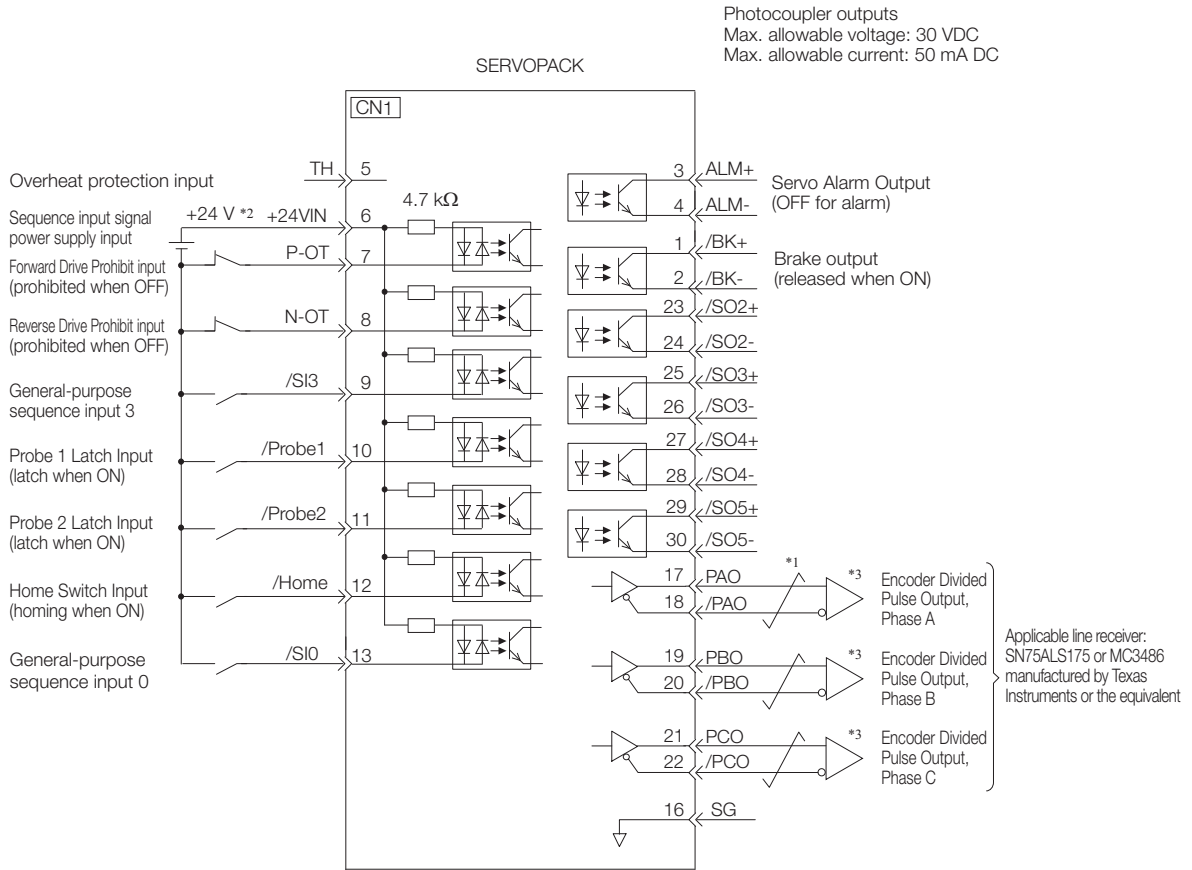 Photocoupler outputs
Max. allowable voltage: 30 VDC
Max. allowable current: 50 mA DC
SERVOPACK
CN1
Overheat protection input
TH 5
Sequence input signal
power supply input
+24 V *2 +24VIN 6
4.7 kΩ
Forward Drive Prohibit input
(prohibited when OFF)
P-OT 7
Reverse Drive Prohibit input
(prohibited when OFF)
N-OT 8
General-purpose
sequence input 3
/SI3 9
Probe 1 Latch Input
(latch when ON)
/Probe1 10
Probe 2 Latch Input
(latch when ON)
/Probe2 11
Home Switch Input
(homing when ON)
/Home 12
General-purpose
sequence input 0
/SI0 13
3 ALM+
4 ALM-
Servo Alarm Output
(OFF for alarm)
1 /BK+
2 /BK-
Brake output
(released when ON)
23 /SO2+
24 /SO2-
25 /SO3+
26 /SO3-
27 /SO4+
28 /SO4-
29 /SO5+
30 /SO5-
*1
17 PAO
18 /PAO
*3
Encoder Divided
Pulse Output,
Phase A
19 PBO
20 /PBO
*3
Encoder Divided
Pulse Output,
Phase B
21 PCO
22 /PCO
*3
Encoder Divided
Pulse Output,
Phase C
Applicable line receiver:
SN75ALS175 or MC3486
manufactured by Texas
Instruments or the equivalent
16 SG